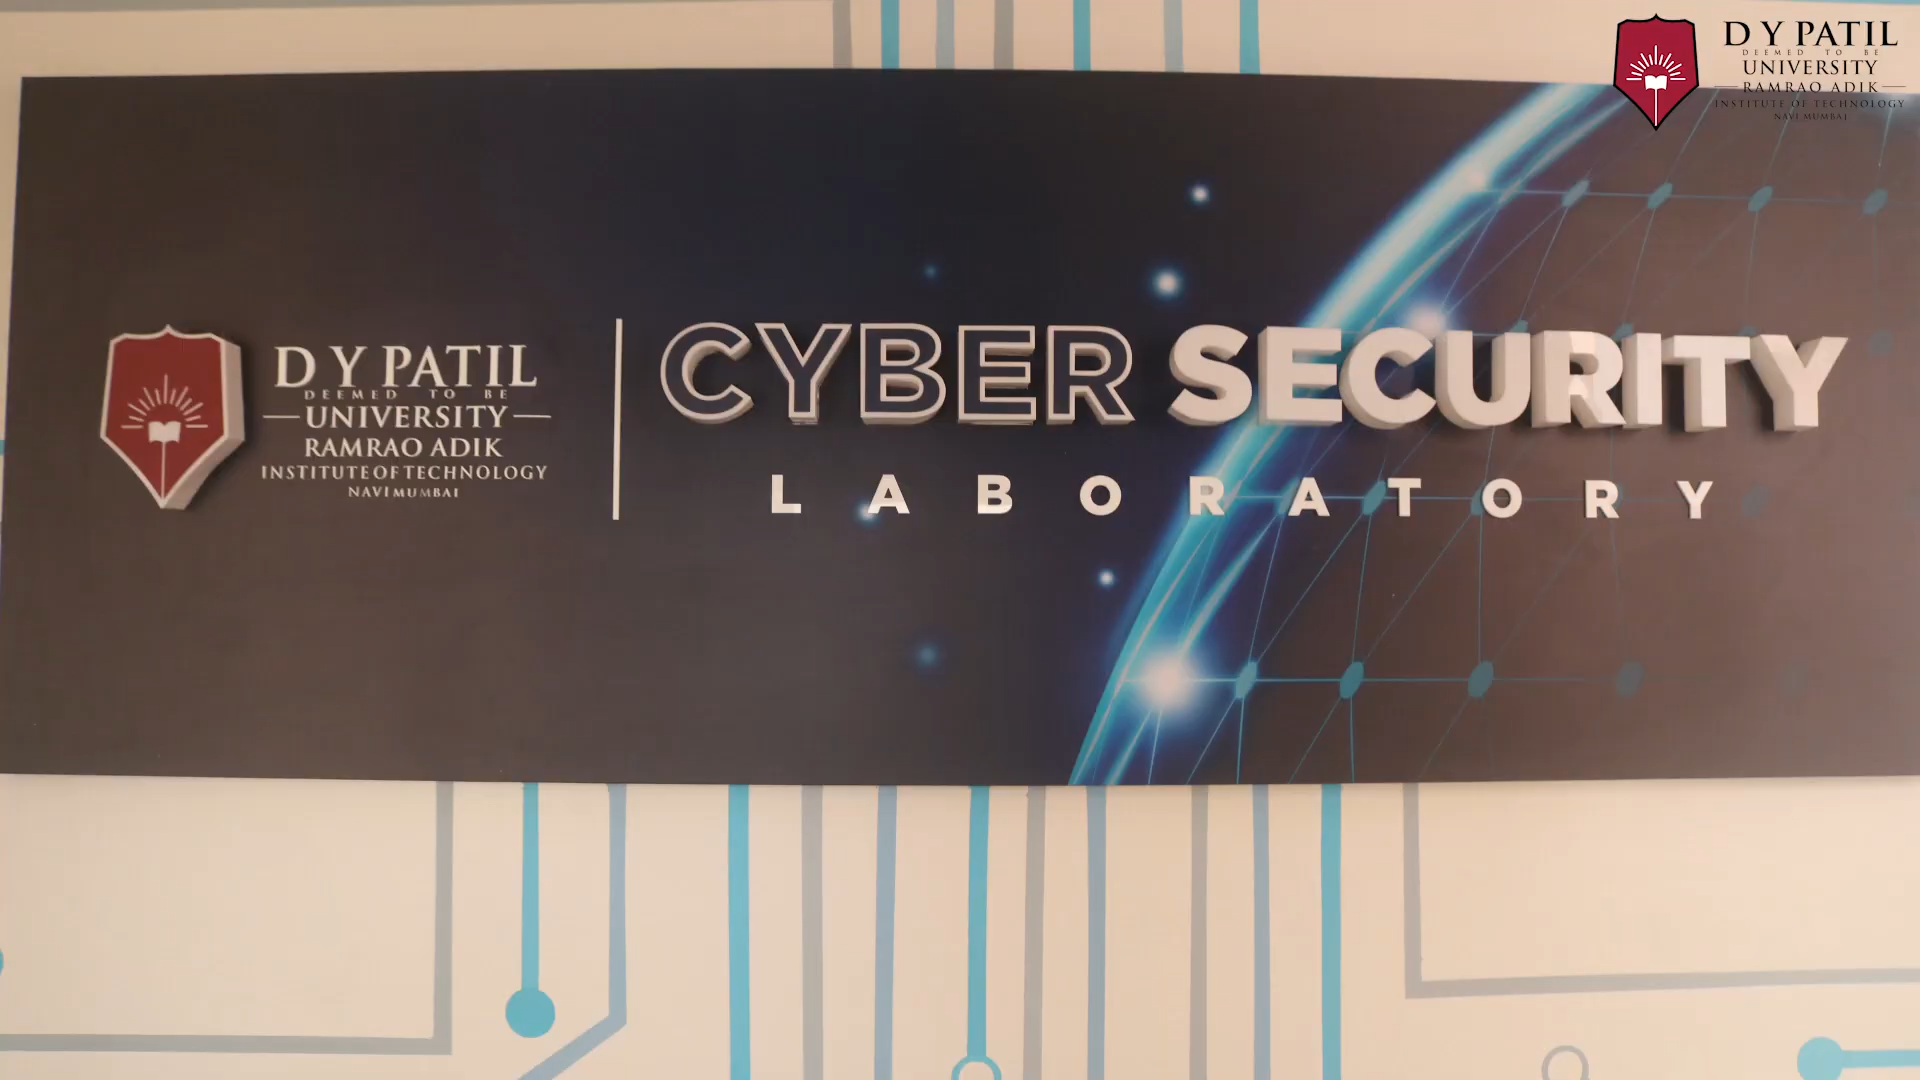 D Y PATIL
DEEMED TO BE
UNIVERSITY
RAMRAO ADIK
INSTITUTE OF TECHNOLOGY
NAVI MUMBAI
D Y PATIL
DEEMED TO BE
UNIVERSITY
RAMRAO ADIK
INSTITUTE OF TECHNOLOGY
NAVI MUMBAI
CYBER SECURITY
LABORATORY